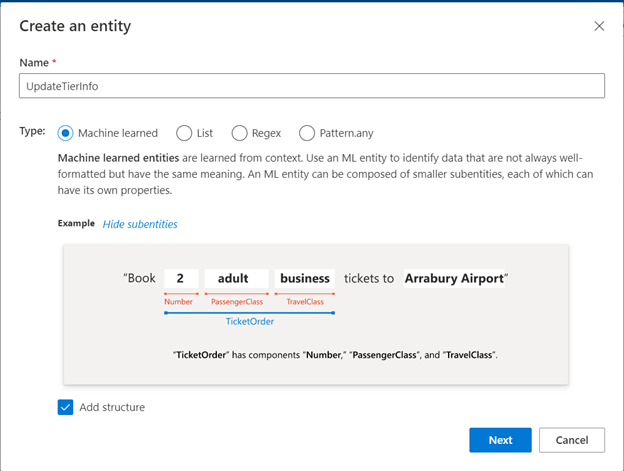 Create an entity
Name *
UpdateTierInfo
Type: Machine learned List Regex Pattern.any
Machine learned entities are learned from context. Use an ML entity to identify data that are not always well-
formatted but have the same meaning. An ML entity can be composed of smaller subentities, each of which can
have its own properties.
Example Hide subentities
“Book 2 adult business tickets to Arrabury Airport”
Number PassengerClass TravelClass
TicketOrder
“TicketOrder” has components “Number,” “PassengerClass”, and “TravelClass”.
Add structure
Next Cancel